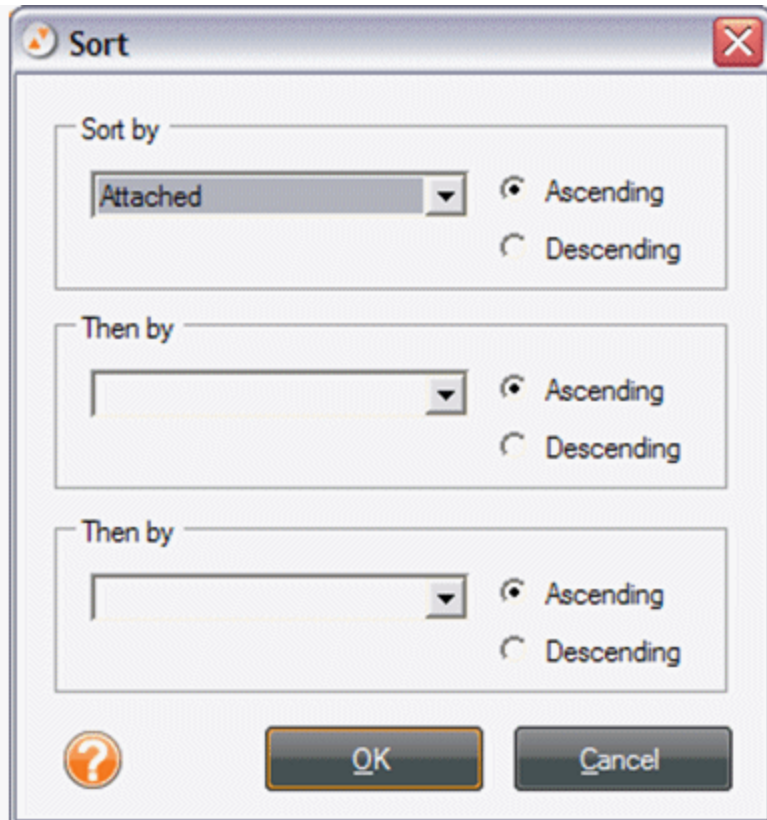 Sort
Sort by
Attached
Ascending
Descending
Then by
Ascending
Descending
Then by
Ascending
Descending
?
OK
Cancel